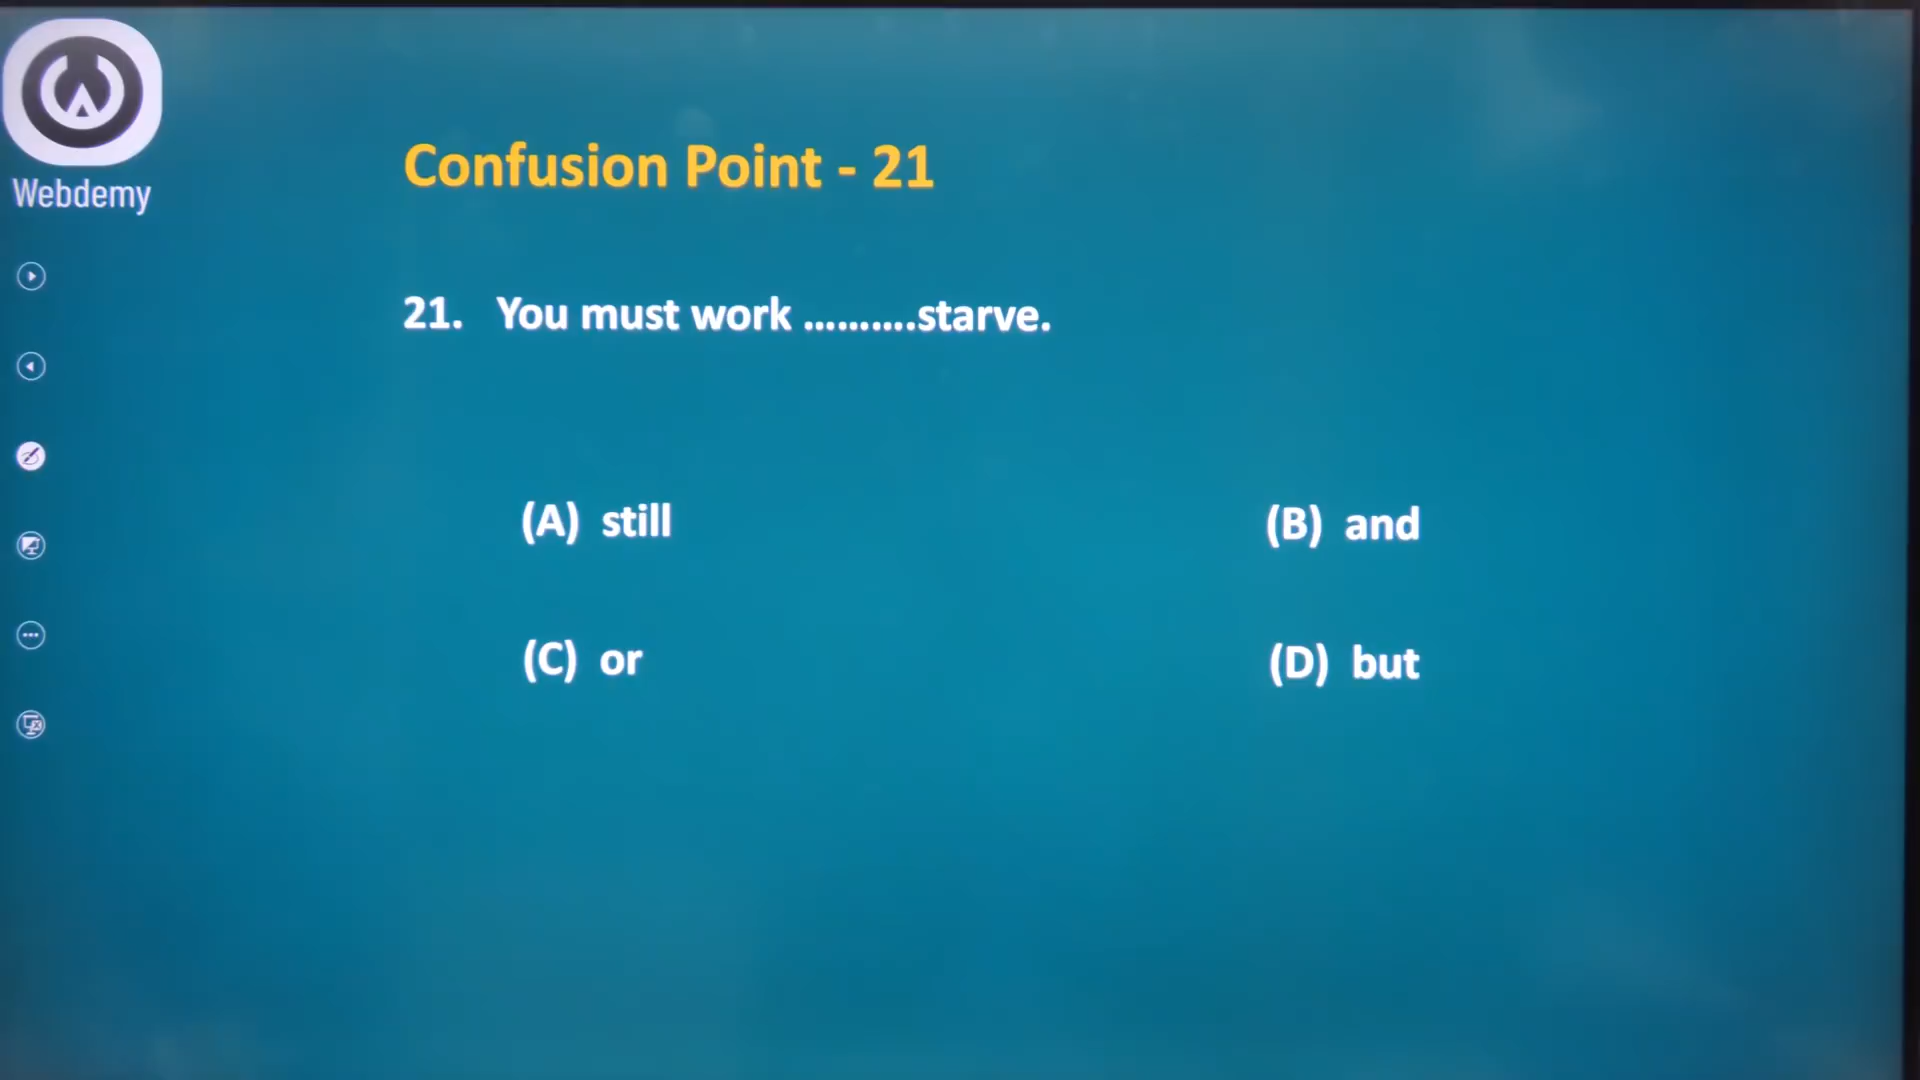 Webdemy
Confusion Point - 21
21. You must work ..........starve.
(A) still
(B) and
(C) or
(D) but